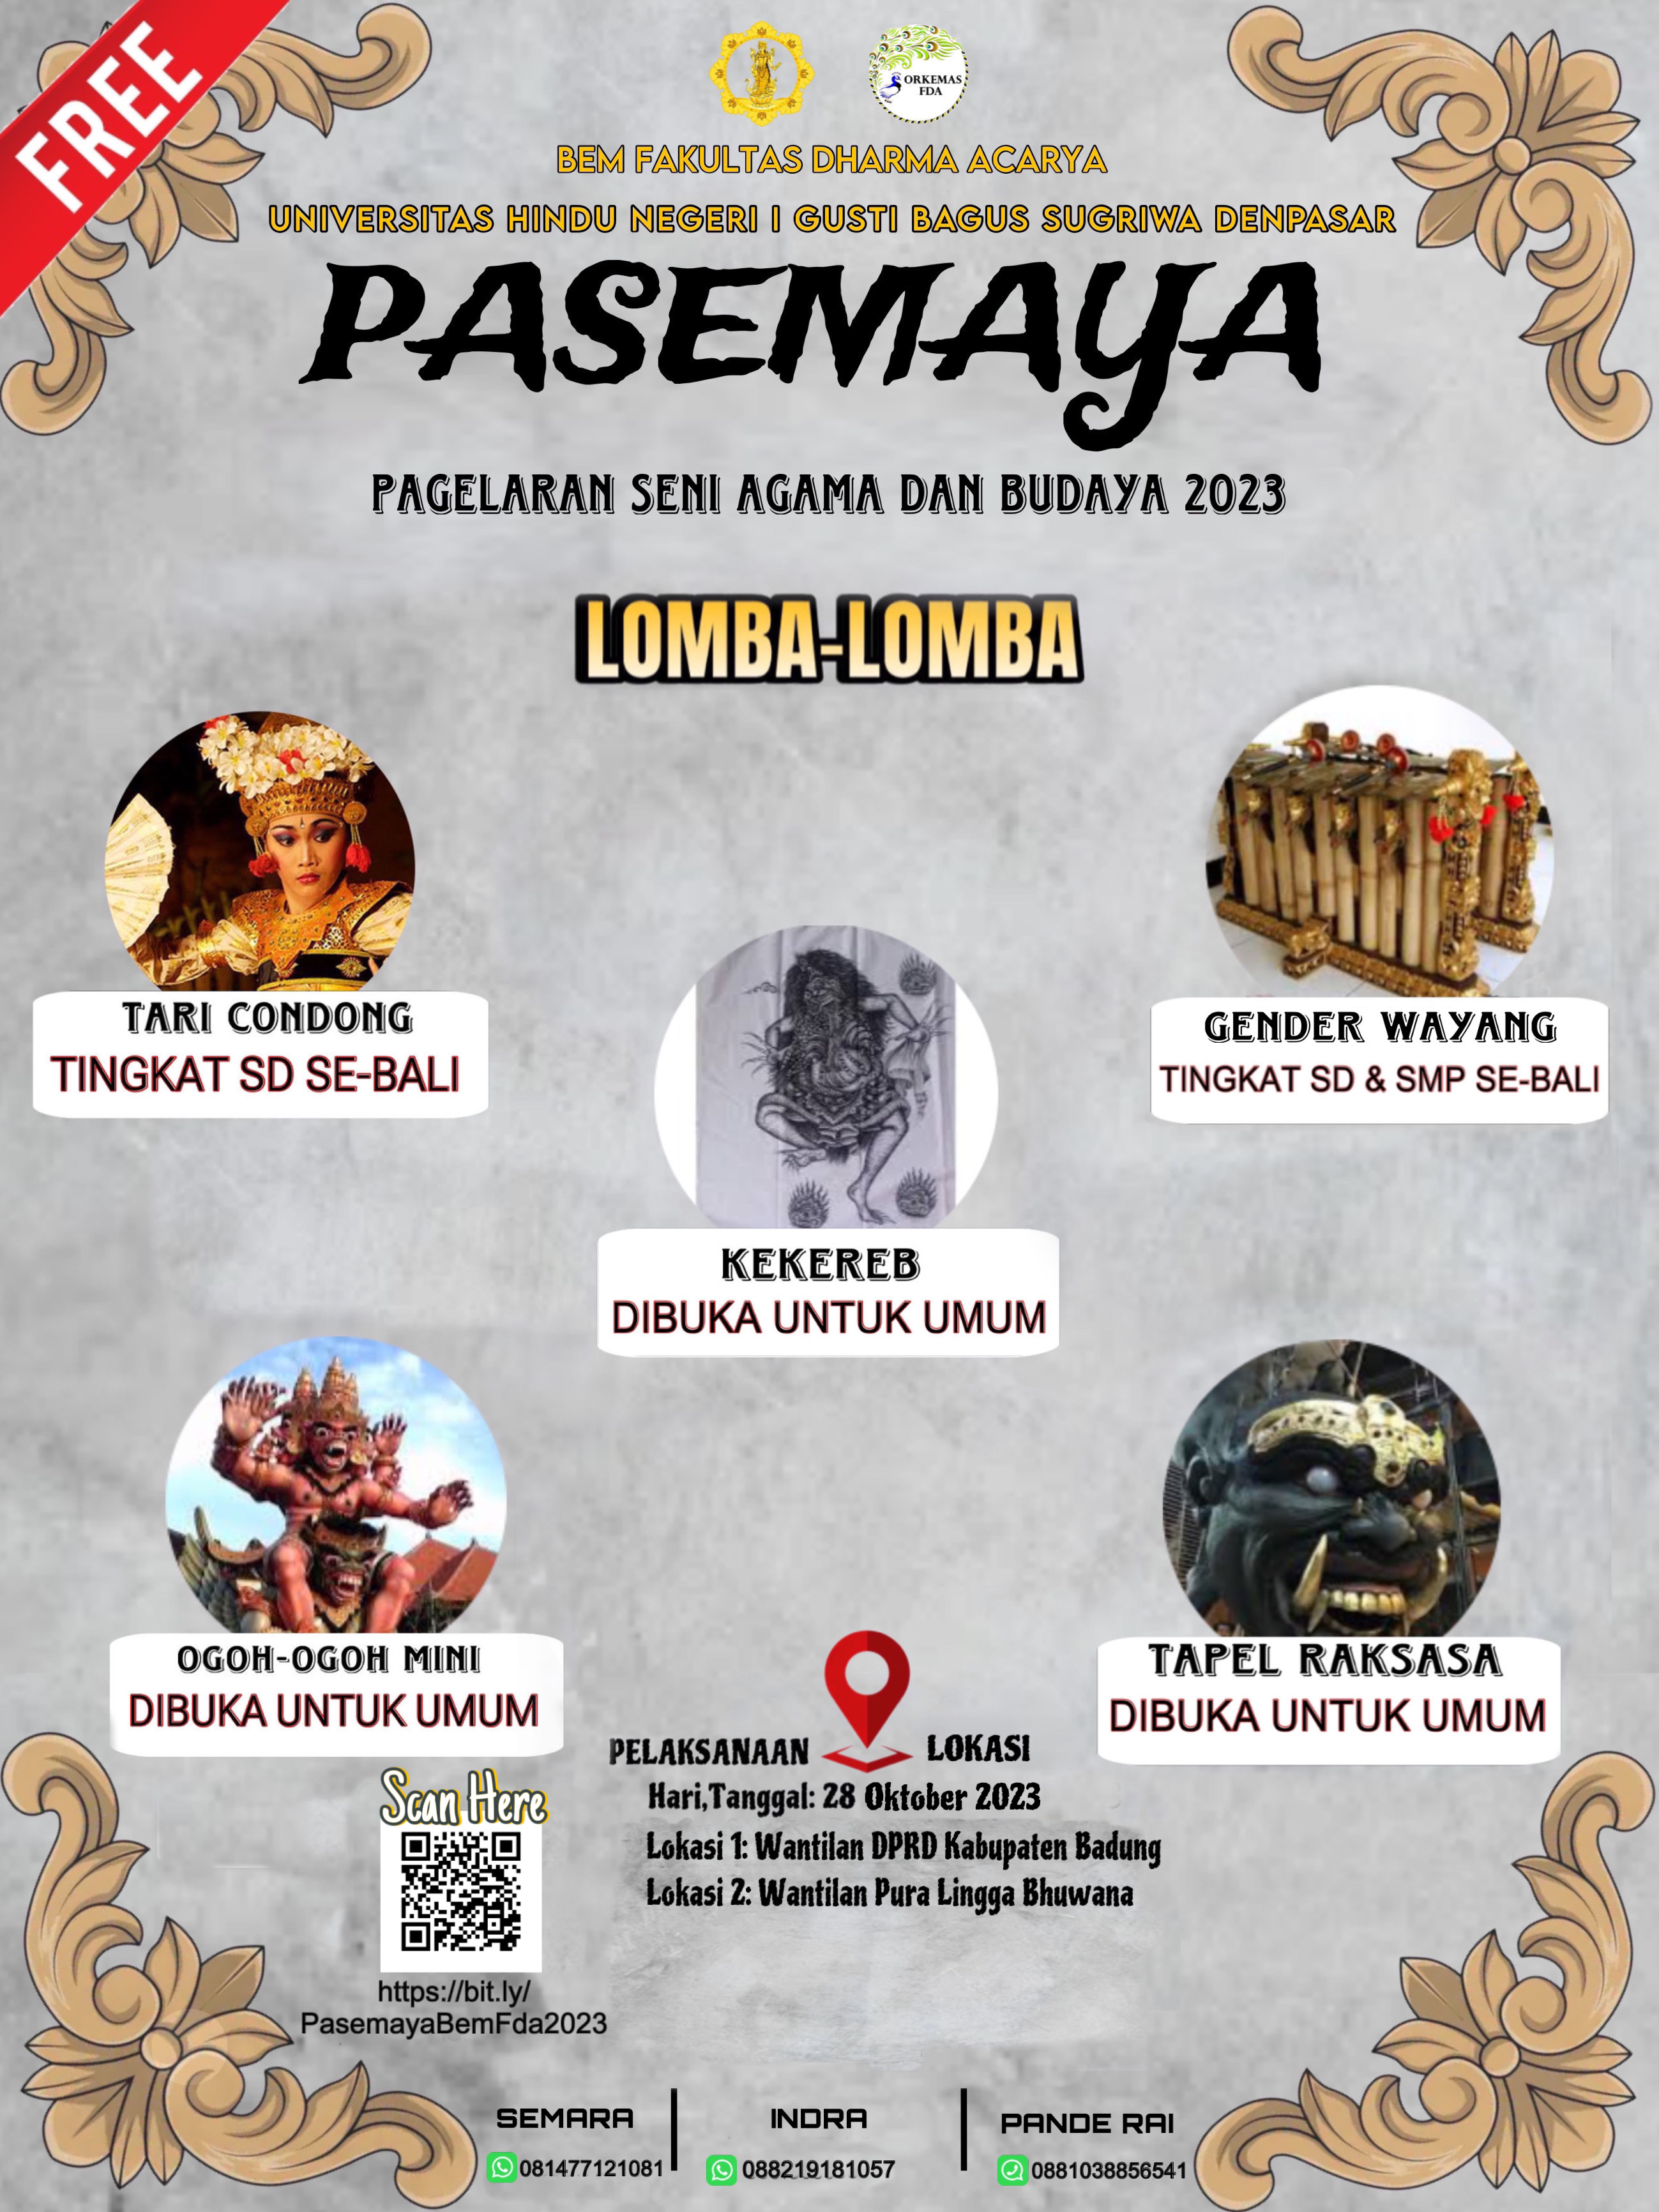 FREE
ORKEMAS
FDA
BEM FAKULTAS DHARMA ACARYA
UNIVERSITAS HINDU NEGERI I GUSTI BAGUS SUGRIWA DENPASAR
PASEMAYA
PAGELARAN SENI AGAMA DAN BUDAYA 2023
LOMBA-LOMBA
TARI CONDONG
TINGKAT SD SE-BALI
GENDER WAYANG
TINGKAT SD & SMP SE-BALI
KEKEREB
DIBUKA UNTUK UMUM
OGOH-OGOH MINI
DIBUKA UNTUK UMUM
TAPEL RAKSASA
DIBUKA UNTUK UMUM
PELAKSANAAN LOKASI
Hari,Tanggal: 28 Oktober 2023
Lokasi 1: Wantilan DPRD Kabupaten Badung
Lokasi 2: Wantilan Pura Lingga Bhuwana
Scan Here
https://bit.ly/
PasemayaBemFda2023
SEMARA
081477121081
INDRA
088219181057
PANDE RAI
0881038856541